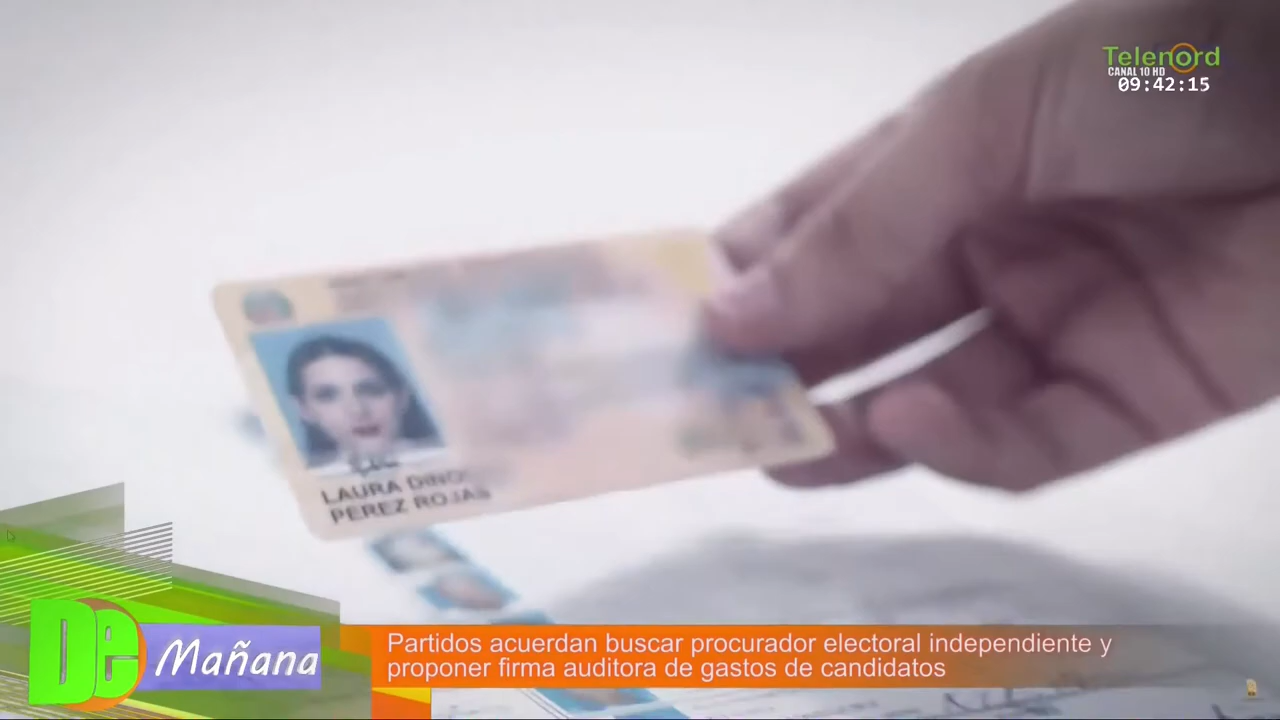 Telenord
CANAL 10 HD
09:42:15
LAURA
PEREZ ROJAS
De
Mañana
Partidos acuerdan buscar procurador electoral independiente y
proponer firma auditora de gastos de candidatos